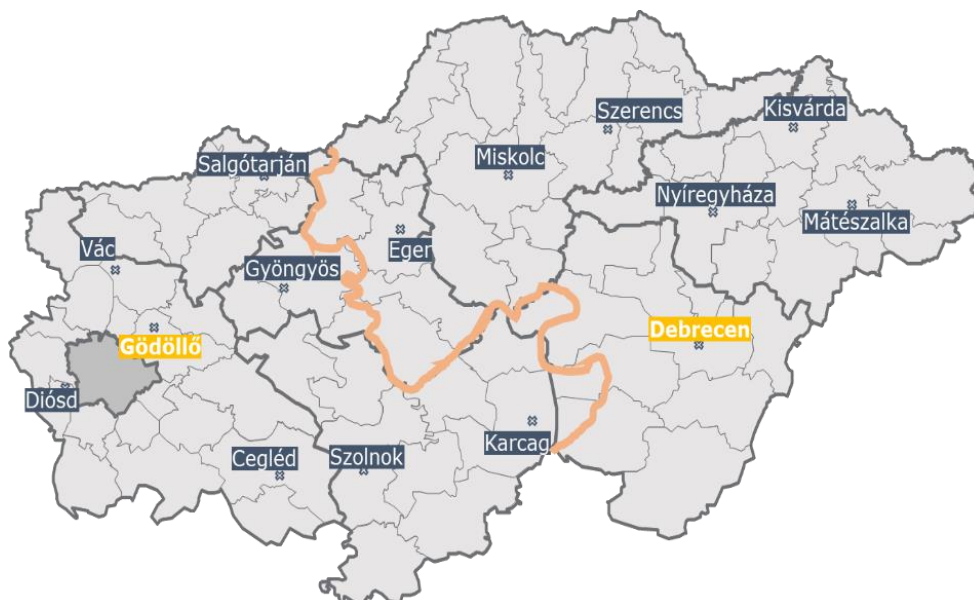 Szerencs
Kisvárda
Salgótarján
Miskolc
Nyíregyháza
Mátészalka
Vác
Eger
Gyöngyös
Debrecen
Gödöllő
Diósd
Karcag
Cegléd
Szolnok